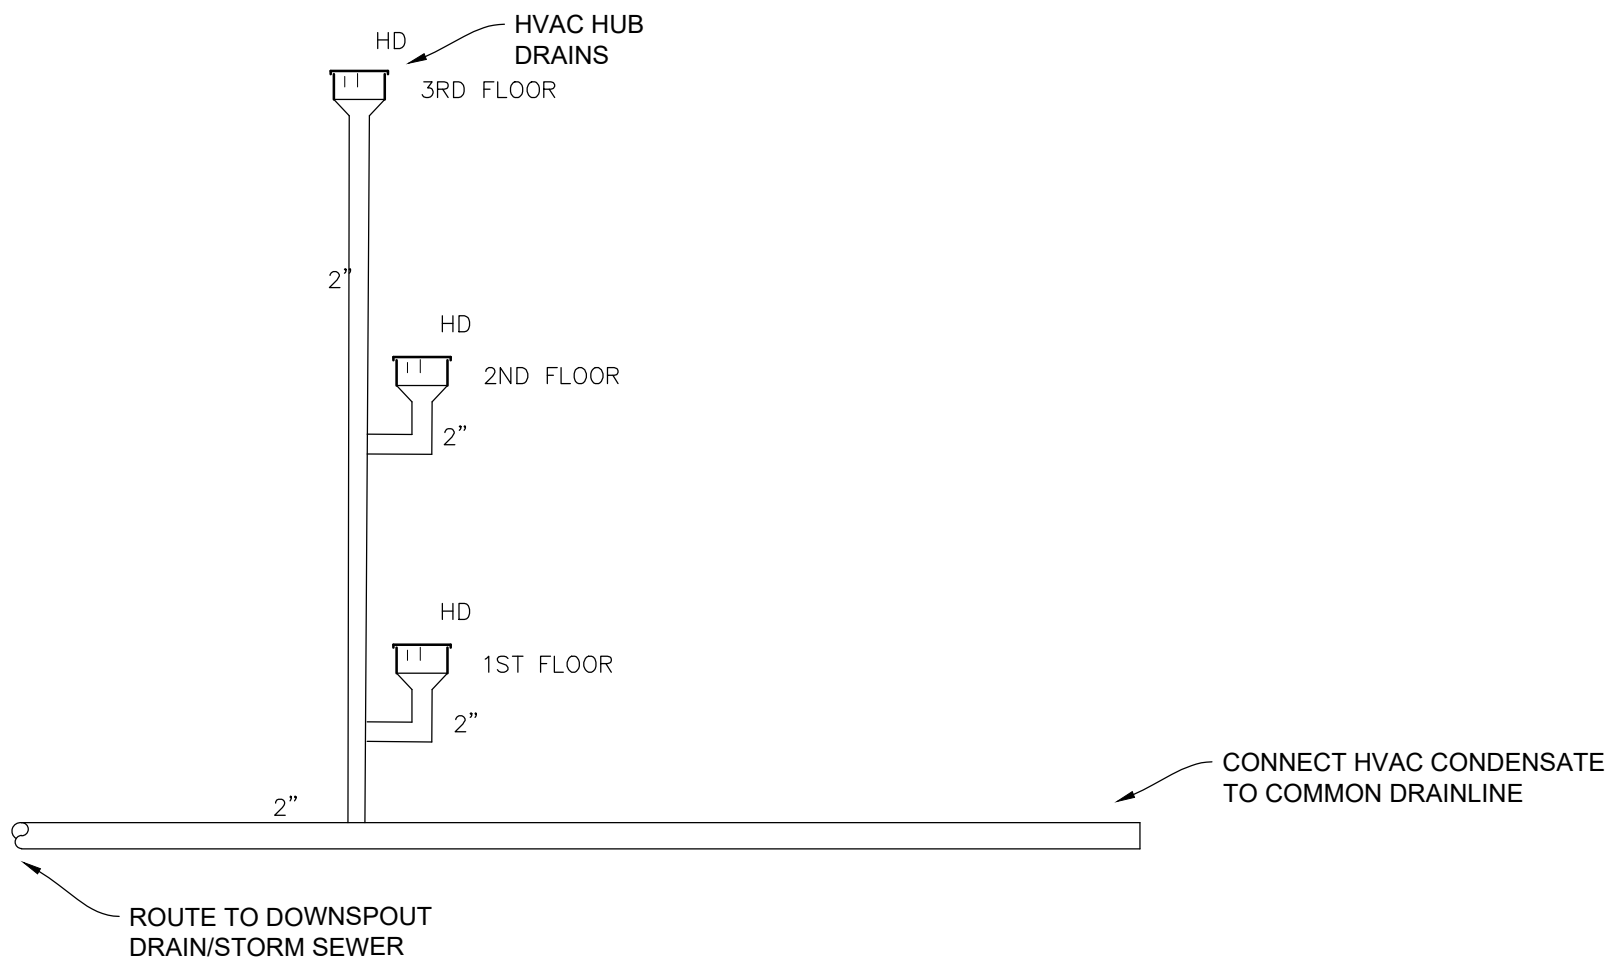 HVAC HUB
DRAINS
HD
3RD FLOOR
2”
HD
2ND FLOOR
2”
HD
1ST FLOOR
2”
CONNECT HVAC CONDENSATE
TO COMMON DRAINLINE
2”
ROUTE TO DOWNSPOUT
DRAIN/STORM SEWER